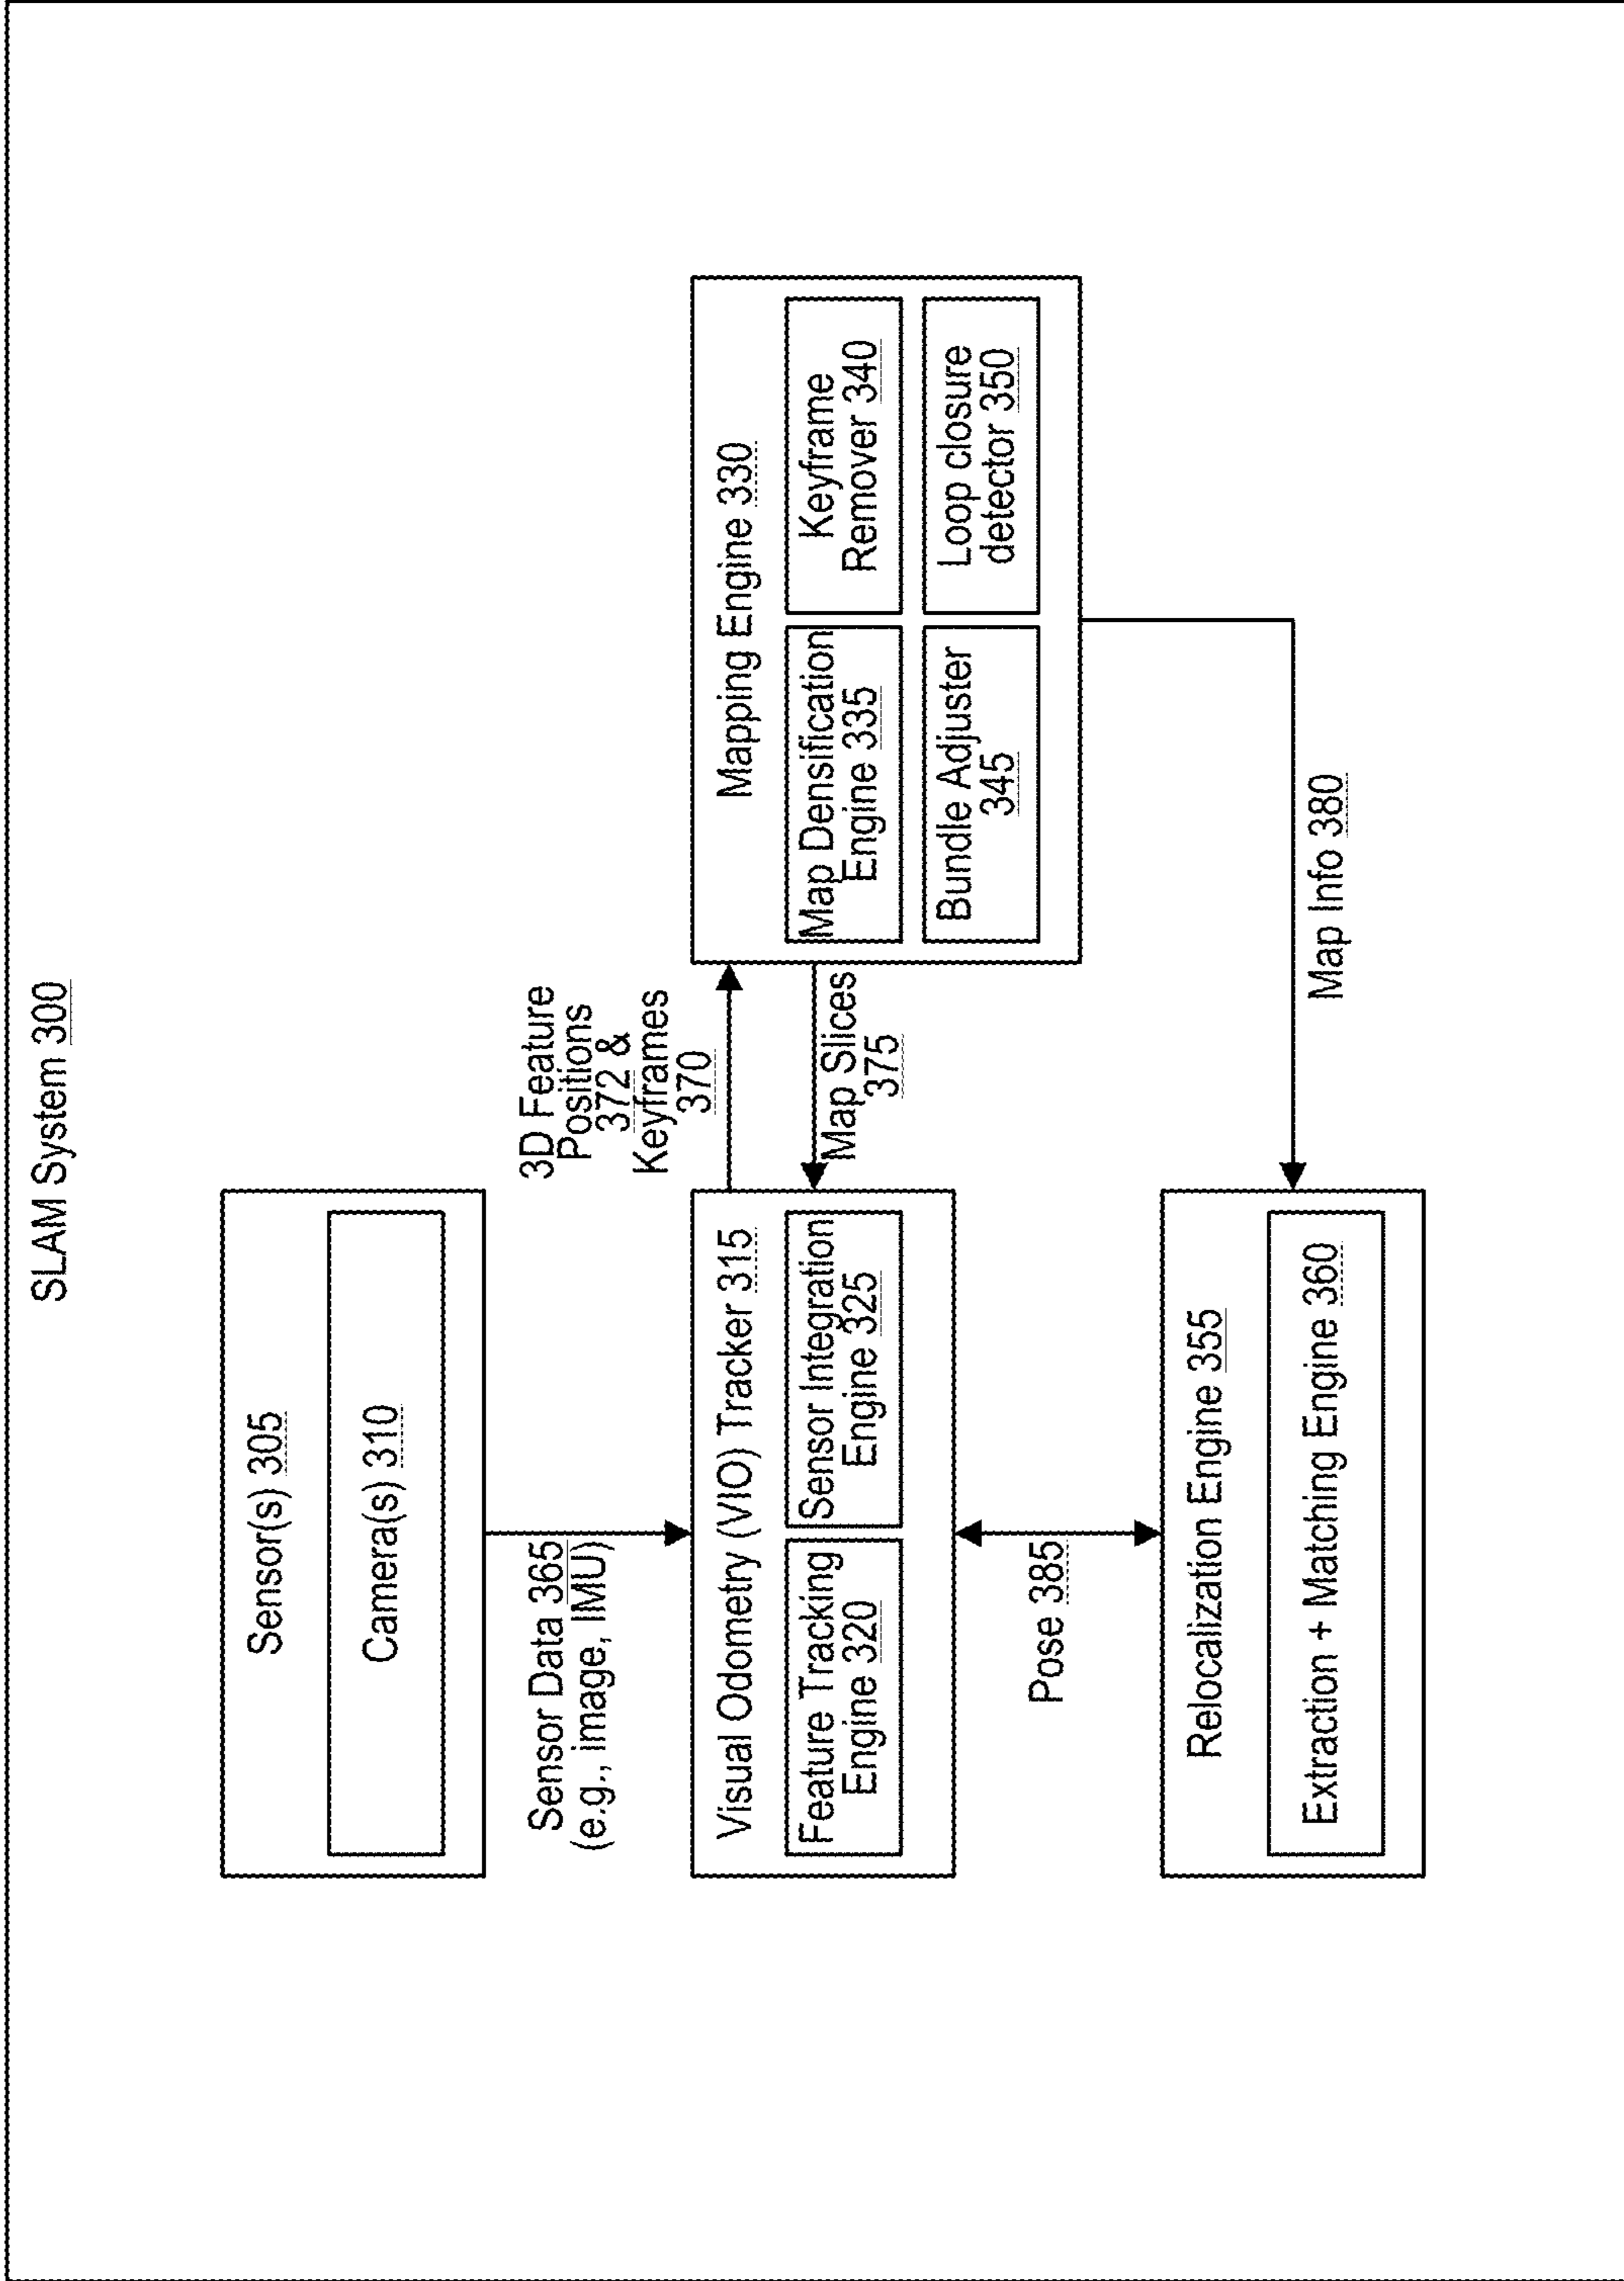 SLAM System 300
Sensor(s) 305
Camera(s) 310
Sensor Data 365
(e.g., image, IMU)
3D Feature
Positions
372 &
Keyframes
370
Visual Odometry (VIO) Tracker 315
Feature Tracking
Engine 320
Sensor Integration
Engine 325
Map Slices
375
Mapping Engine 330
Map Densification
Engine 335
Keyframe
Remover 340
Bundle Adjuster
345
Loop closure
detector 350
Pose 385
Relocalization Engine 355
Extraction + Matching Engine 360
Map Info 380